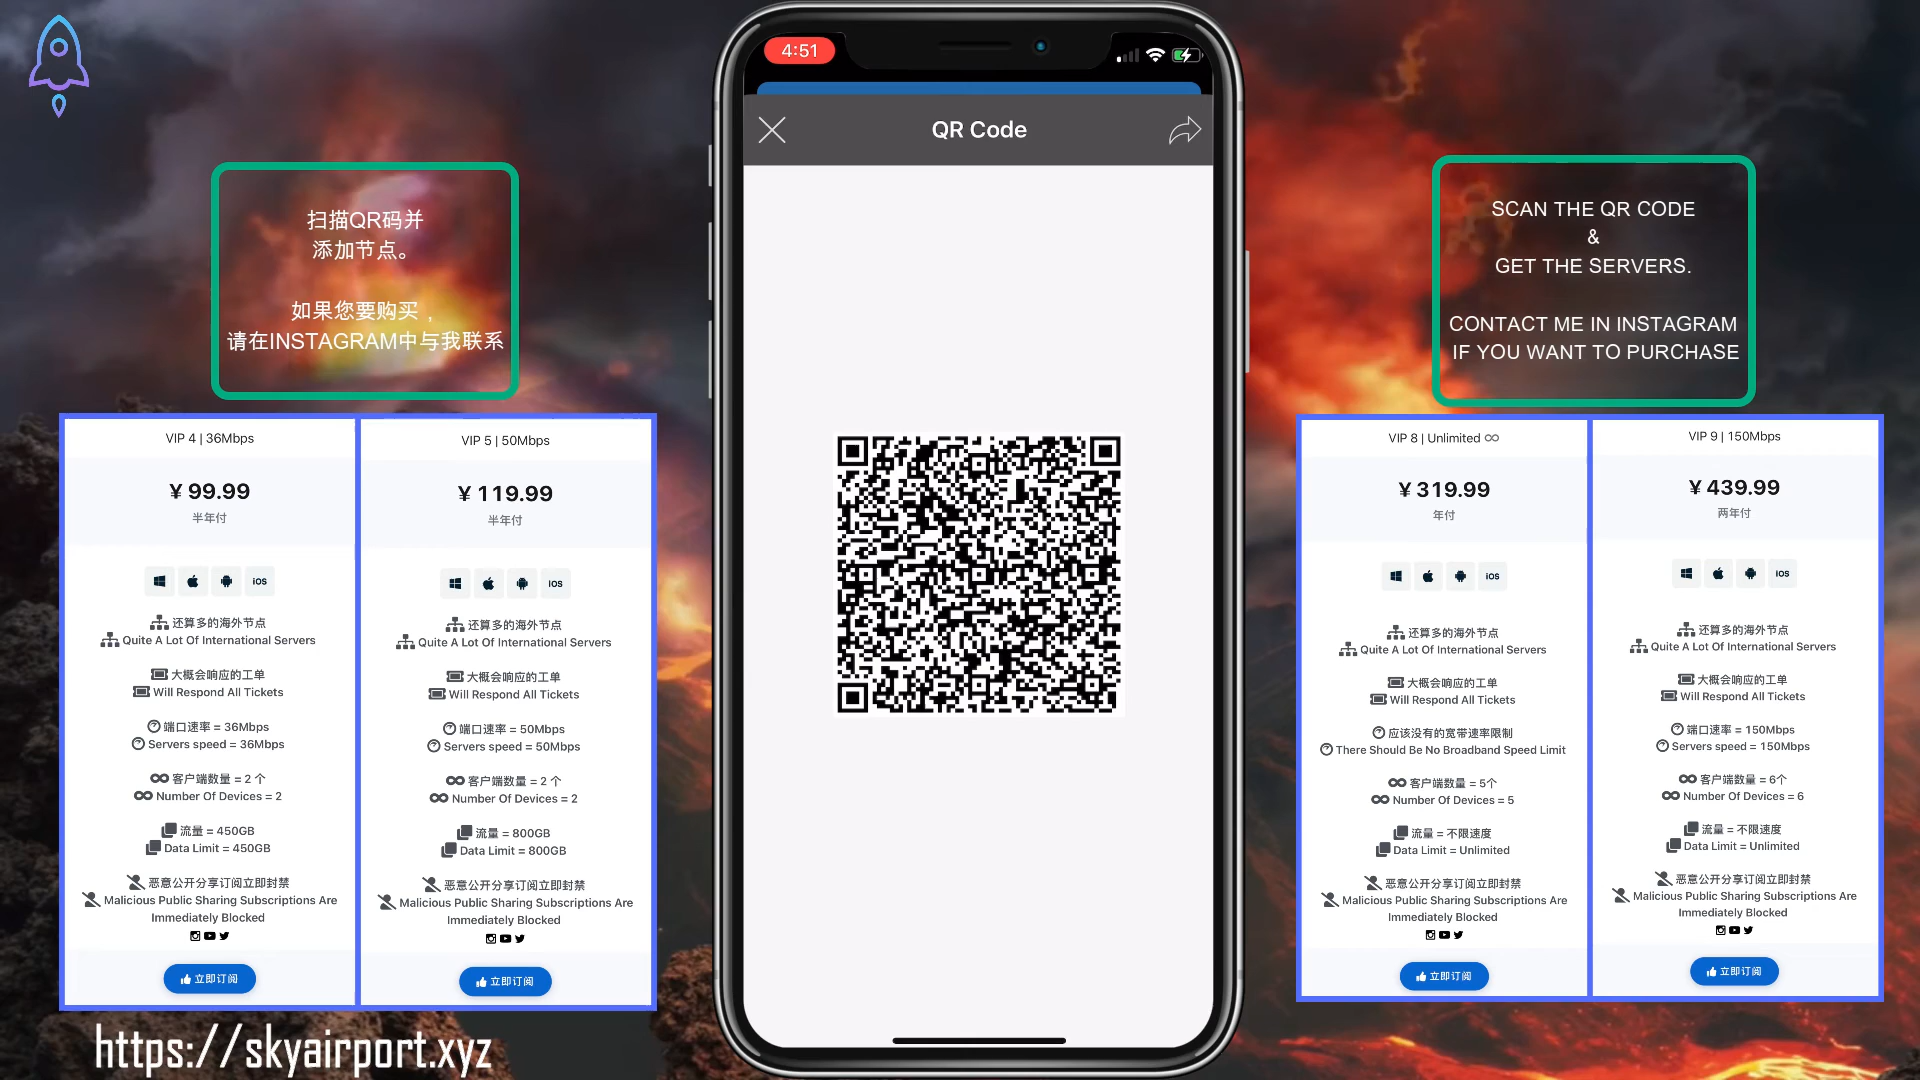 4:51
QR Code
扫描QR码并
添加节点。
如果您要购买，
请在INSTAGRAM中与我联系
SCAN THE QR CODE
&
GET THE SERVERS.
CONTACT ME IN INSTAGRAM
IF YOU WANT TO PURCHASE
VIP 4 | 36Mbps
¥ 99.99
半年付
iOS
还算多的海外节点
Quite A Lot Of International Servers
大概会响应的工单
Will Respond All Tickets
端口速率 = 36Mbps
Servers speed = 36Mbps
客户端数量 = 2 个
Number Of Devices = 2
流量 = 450GB
Data Limit = 450GB
恶意公开分享订阅立即封禁
Malicious Public Sharing Subscriptions Are
Immediately Blocked
立即订阅
VIP 5 | 50Mbps
¥ 119.99
半年付
iOS
还算多的海外节点
Quite A Lot Of International Servers
大概会响应的工单
Will Respond All Tickets
端口速率 = 50Mbps
Servers speed = 50Mbps
客户端数量 = 2 个
Number Of Devices = 2
流量 = 800GB
Data Limit = 800GB
恶意公开分享订阅立即封禁
Malicious Public Sharing Subscriptions Are
Immediately Blocked
立即订阅
VIP 8 | Unlimited ∞
¥ 319.99
年付
iOS
还算多的海外节点
Quite A Lot Of International Servers
大概会响应的工单
Will Respond All Tickets
应该没有的宽带速率限制
There Should Be No Broadband Speed Limit
客户端数量 = 5个
Number Of Devices = 5
流量 = 不限速度
Data Limit = Unlimited
恶意公开分享订阅立即封禁
Malicious Public Sharing Subscriptions Are
Immediately Blocked
立即订阅
VIP 9 | 150Mbps
¥ 439.99
两年付
iOS
还算多的海外节点
Quite A Lot Of International Servers
大概会响应的工单
Will Respond All Tickets
端口速率 = 150Mbps
Servers speed = 150Mbps
客户端数量 = 6个
Number Of Devices = 6
流量 = 不限速度
Data Limit = Unlimited
恶意公开分享订阅立即封禁
Malicious Public Sharing Subscriptions Are
Immediately Blocked
立即订阅
https://skyairport.xyz